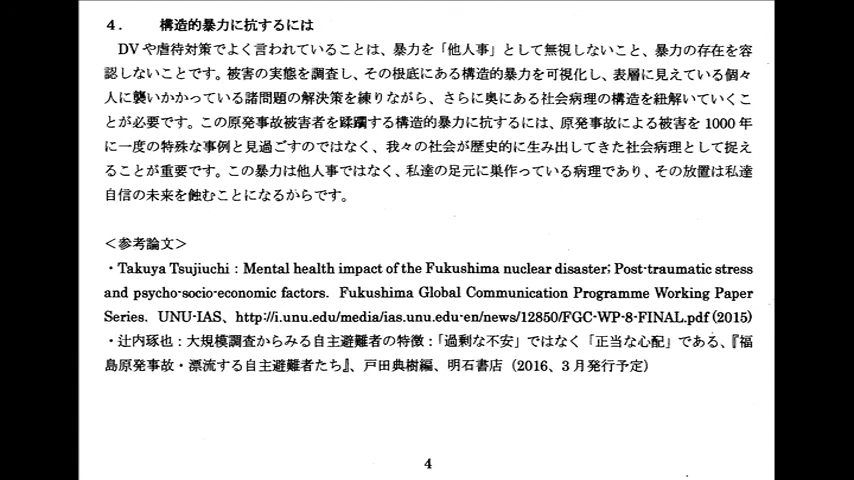 ４． 構造的暴力に抗するには
DVや虐待対策でよく言われていることは、暴力を「他人事」として無視しないこと、暴力の存在を容
認しないことです。被害の実態を調査し、その根底にある構造的暴力を可視化し、表層に見えている個々
人に襲いかかっている諸問題の解決策を練りながら、さらに奥にある社会病理の構造を紐解いていくこ
とが必要です。この原発事故被害者を蹂躙する構造的暴力に抗するには、原発事故による被害を 1000 年
に一度の特殊な事例と見過ごすのではなく、我々の社会が歴史的に生み出してきた社会病理として捉え
ることが重要です。この暴力は他人事ではなく、私達の足元に巣作っている病理であり、その放置は私達
自信の未来を蝕むことになるからです。
＜参考論文＞
・Takuya Tsujiuchi：Mental health impact of the Fukushima nuclear disaster; Post-traumatic stress
and psycho-socio-economic factors. Fukushima Global Communication Programme Working Paper
Series. UNU-IAS、http://i.unu.edu/media/ias.unu.edu-en/news/12850/FGC-WP-8-FINAL.pdf (2015)
・辻内琢也：大規模調査からみる自主避難者の特徴：「過剰な不安」ではなく「正当な心配」である、『福
島原発事故・漂流する自主避難者たち』、戸田典樹編、明石書店（2016、3月発行予定）
4